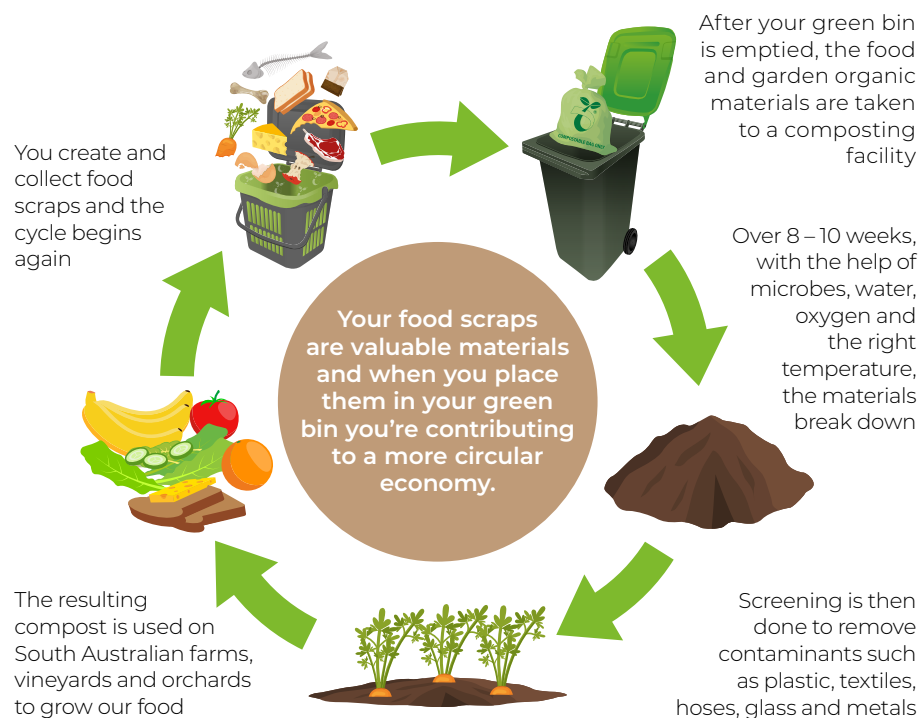 After your green bin
is emptied, the food
and garden organic
materials are taken
to a composting
facility
COMPOSTABLE BAG ONLY
Over 8 – 10 weeks,
with the help of
microbes, water,
oxygen and
the right
temperature,
the materials
break down
Screening is then
done to remove
contaminants such
as plastic, textiles,
hoses, glass and metals
The resulting
compost is used on
South Australian farms,
vineyards and orchards
to grow our food
You create and
collect food
scraps and the
cycle begins
again
Your food scraps
are valuable materials
and when you place
them in your green
bin you’re contributing
to a more circular
economy.